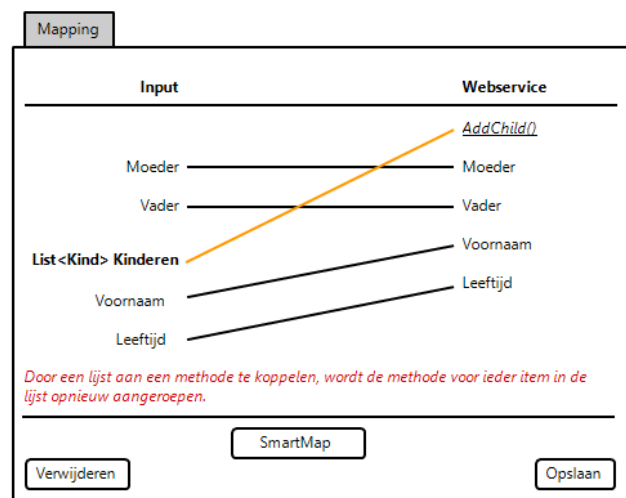 Mapping
Input Webservice
AddChild()
Moeder Moeder
Vader Vader
Voornaam
List<Kind> Kinderen
Leeftijd
Voornaam
Leeftijd
Door een lijst aan een methode te koppelen, wordt de methode voor ieder item in de
lijst opnieuw aangeroepen.
SmartMap
Verwijderen Opslaan